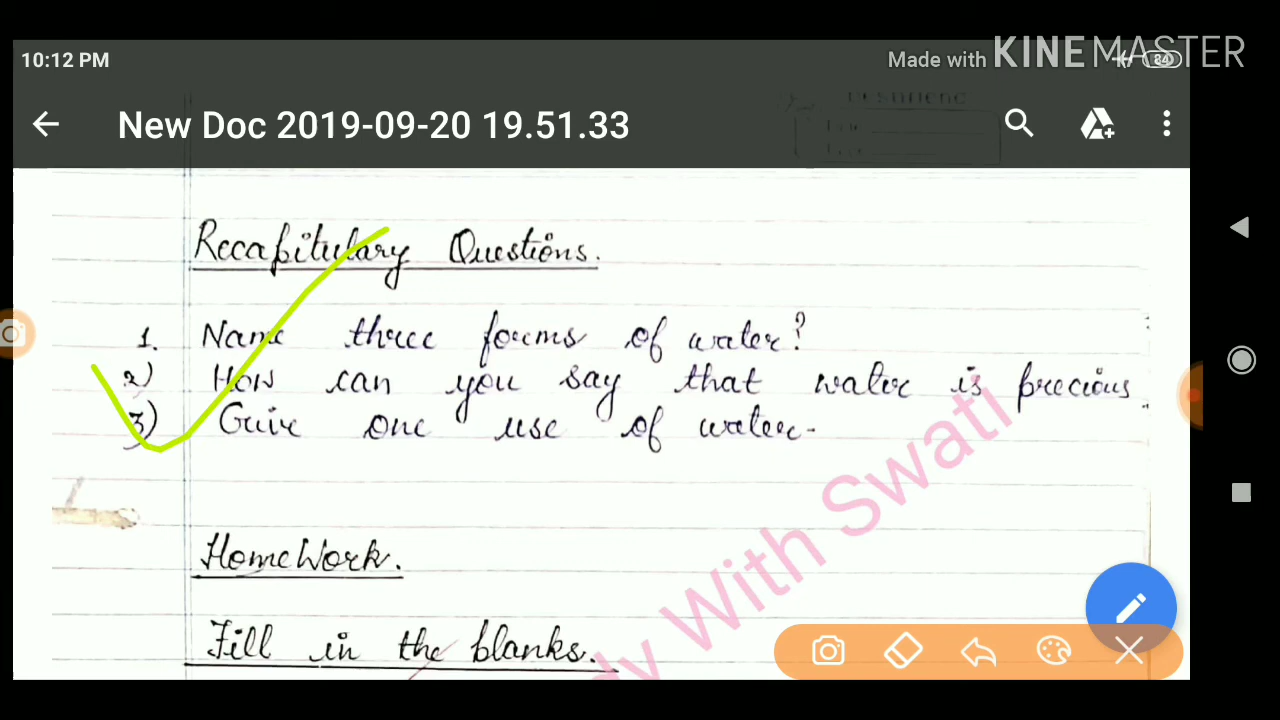 10:12 PM
Made with KINEMASTER
84
New Doc 2019-09-20 19.51.33
Recapitulary Questions.
1. Name three forms of water?
2) How can you say that water is precious
3) Give one use of water.
HomeWork.
Fill in the blanks.
With Swati